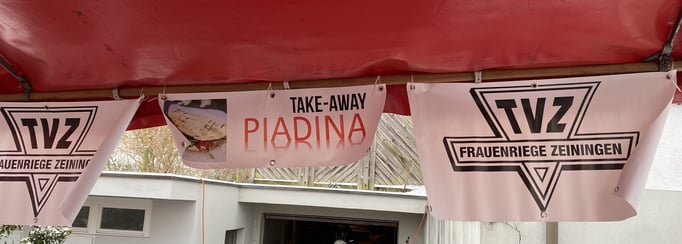 TVZ
FRAUENRIEGE ZEININGEN
TAKE-AWAY
PIADINA
TVZ
FRAUENRIEGE ZEININGEN